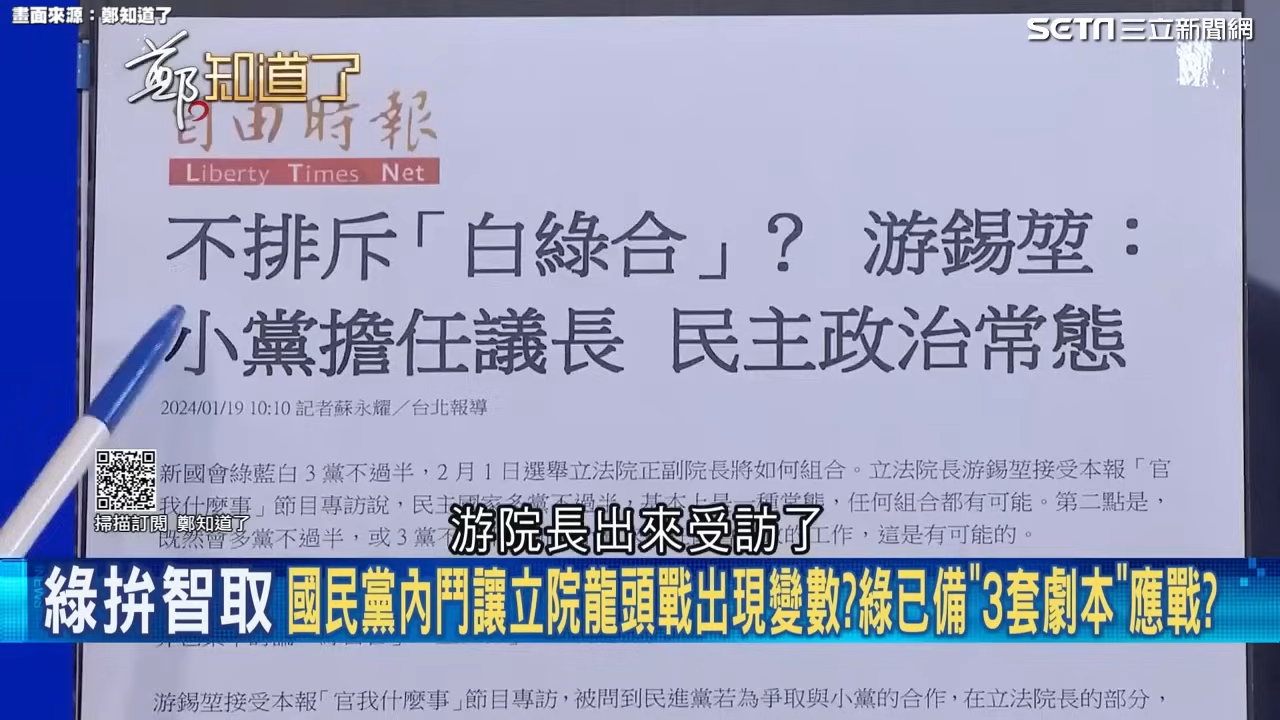 畫面來源：鄭知道了
SETN三立新聞網
鄭知道了
自由時報
Liberty Times Net
不排斥「白綠合」？ 游錫堃：
小黨擔任議長 民主政治常態
2024/01/19 10:10 記者蘇永耀／台北報導
新國會綠藍白3黨不過半，2月1日選舉立法院正副院長將如何組合。立法院長游錫堃接受本報「官
我什麼事」節目專訪說，民主國家多黨不過半，基本上是一種常態，任何組合都有可能。第二點是，
既然會多黨不過半，或3黨不
的工作，這是有可能的。
掃描訂閱 鄭知道了
游院長出來受訪了
綠拚智取 國民黨內鬥讓立院龍頭戰出現變數?綠已備"3套劇本"應戰?
游錫堃接受本報「官我什麼事」節目專訪，被問到民進黨若為爭取與小黨的合作，在立法院長的部分，